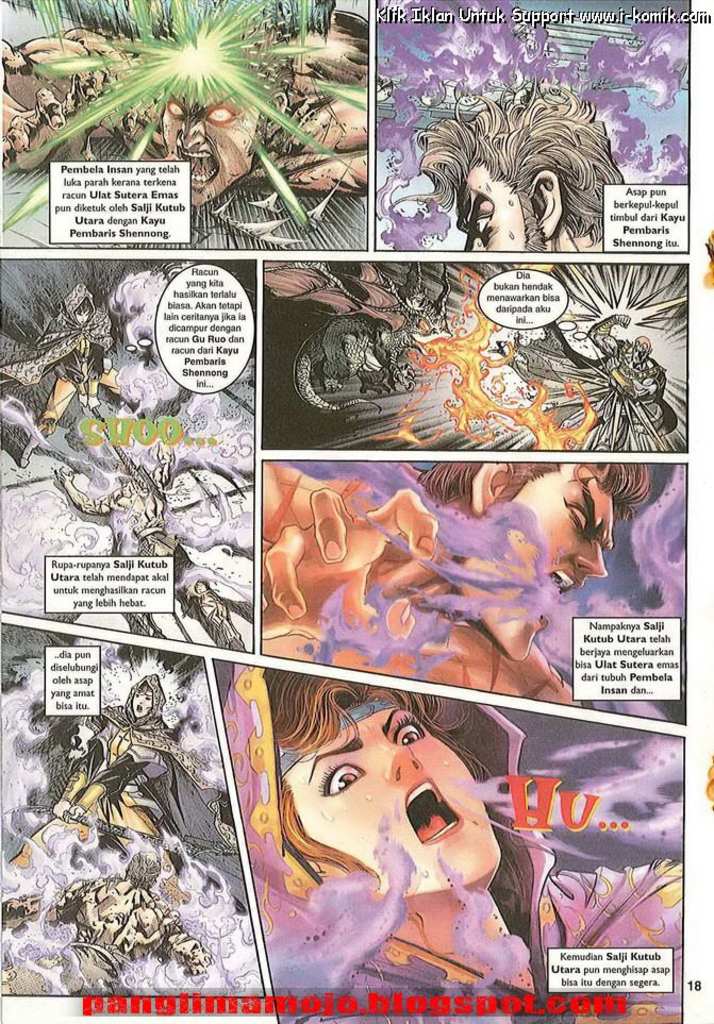 Klik Iklan Untuk Support-www.i-komik.com
Pembela Insan yang telah
luka parah kerana terkena
racun Ulat Sutera Emas
pun diketuk oleh Salji Kutub
Utara dengan Kayu
Pembaris Shennong.
Asap pun
berkepul-kepul
timbul dari Kayu
Pembaris
Shennong itu.
Racun
yang kita
hasilkan terlalu
biasa. Akan tetapi
lain ceritanya jika ia
dicampur dengan
racun Gu Ruo dan
racun dari Kayu
Pembaris
Shennong
ini...
SHOO...
Rupa-rupanya Salji Kutub
Utara telah mendapat akal
untuk menghasilkan racun
yang lebih hebat.
Dia
bukan hendak
menawarkan bisa
daripada aku
ini...
Nampaknya Salji
Kutub Utara telah
berjaya mengeluarkan
bisa Ulat Sutera emas
dari tubuh Pembela
Insan dan...
..dia pun
diselubungi
oleh asap
yang amat
bisa itu.
HU...
Kemudian Salji Kutub
Utara pun menghisap asap
bisa itu dengan segera.
18
panglimamojo.blogspot.com